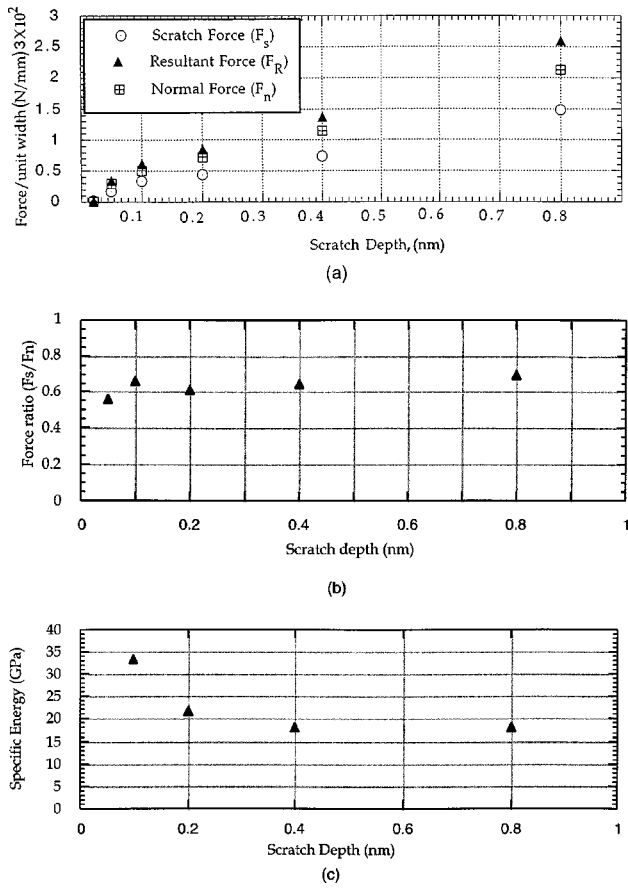 Force/unit width (N/mm) 3X10²
3
2.5
2
1.5
1
0.5
0
Scratch Force (Fs)
Resultant Force (FR)
Normal Force (Fn)
0.1 0.2 0.3 0.4 0.5 0.6 0.7 0.8
Scratch Depth, (nm)
(a)
Force ratio (Fs/Fn)
1
0.8
0.6
0.4
0.2
0
0 0.2 0.4 0.6 0.8 1
Scratch depth (nm)
(b)
Specific Energy (GPa)
40
35
30
25
20
15
10
5
0
0 0.2 0.4 0.6 0.8 1
Scratch Depth (nm)
(c)